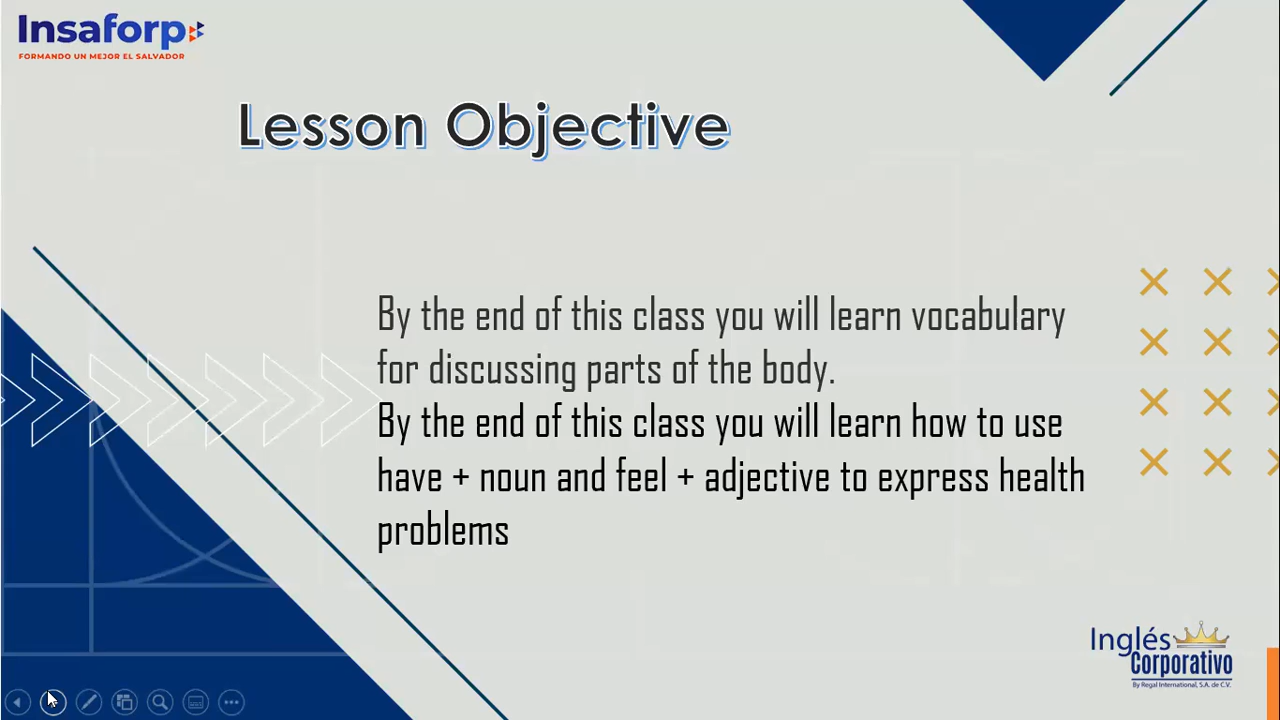 Insaforp
FORMANDO UN MEJOR EL SALVADOR
Lesson Objective
By the end of this class you will learn vocabulary
for discussing parts of the body.
By the end of this class you will learn how to use
have + noun and feel + adjective to express health
problems
Inglés
Corporativo
By Regal International, S.A. de C.V.